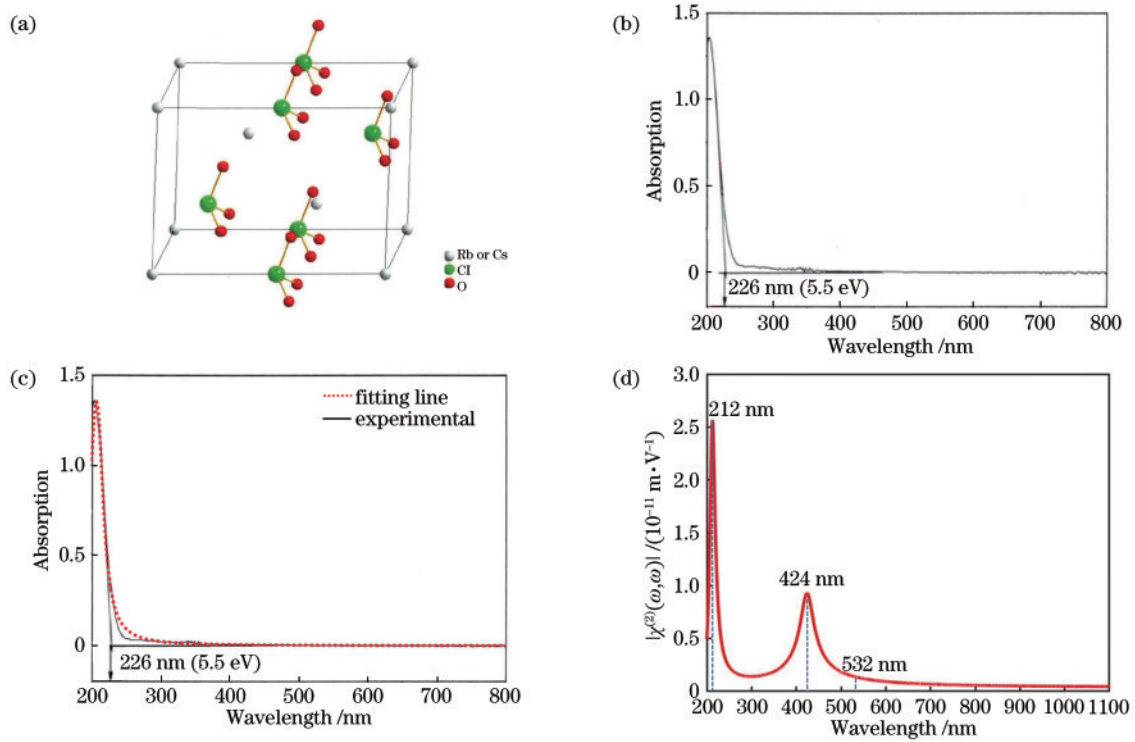 (a)
Rb or Cs
CI
O
(b)
1.5
1.0
0.5
0
Absorption
226 nm (5.5 eV)
200 300 400 500 600 700 800
Wavelength /nm
(c)
1.5
1.0
0.5
0
Absorption
fitting line
experimental
226 nm (5.5 eV)
200 300 400 500 600 700 800
Wavelength /nm
(d)
3.0
2.5
2.0
1.5
1.0
0.5
0
|χ⁽²⁾(ω,ω)| /(10⁻¹¹ m·V⁻¹)
212 nm
424 nm
532 nm
200 300 400 500 600 700 800 900 1000 1100
Wavelength /nm